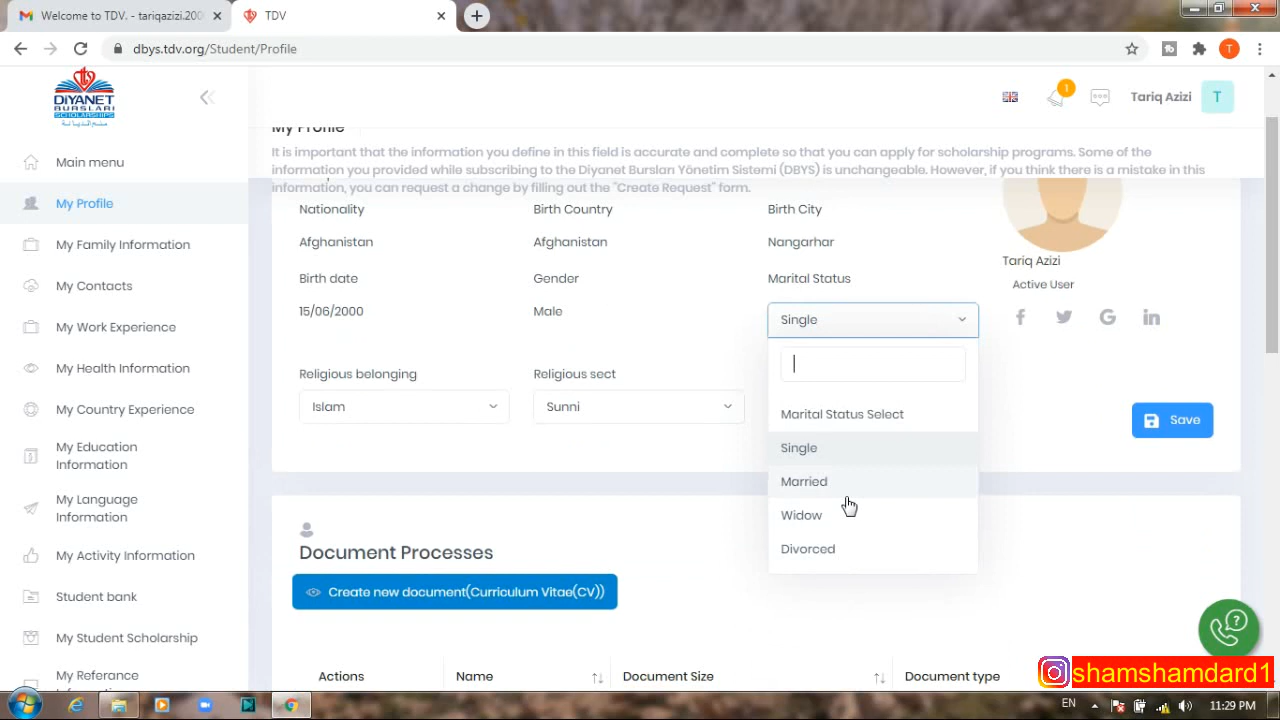 Welcome to TDV. - tariqazizi.200
TDV
dbys.tdv.org/Student/Profile
T
DİYANET
BURSLARI
SCHOLARSHIPS
1
Tariq Azizi
T
My Profile
It is important that the information you define in this field is accurate and complete so that you can apply for scholarship programs. Some of the
information you provided while subscribing to the Diyanet Bursları Yönetim Sistemi (DBYS) is unchangeable. However, if you think there is a mistake in this
information, you can request a change by filling out the "Create Request" form.
Main menu
My Profile
My Family Information
My Contacts
My Work Experience
My Health Information
My Country Experience
My Education
Information
My Language
Information
My Activity Information
Student bank
My Student Scholarship
My Reference
Nationality
Birth Country
Birth City
Afghanistan
Afghanistan
Nangarhar
Birth date
Gender
Marital Status
15/06/2000
Male
Single
Religious belonging
Religious sect
Islam
Sunni
Marital Status Select
Single
Married
Widow
Divorced
Tariq Azizi
Active User
Save
Document Processes
Create new document(Curriculum Vitae(CV))
Actions
Name
Document Size
Document type
shamshamdard1
EN
11:29 PM